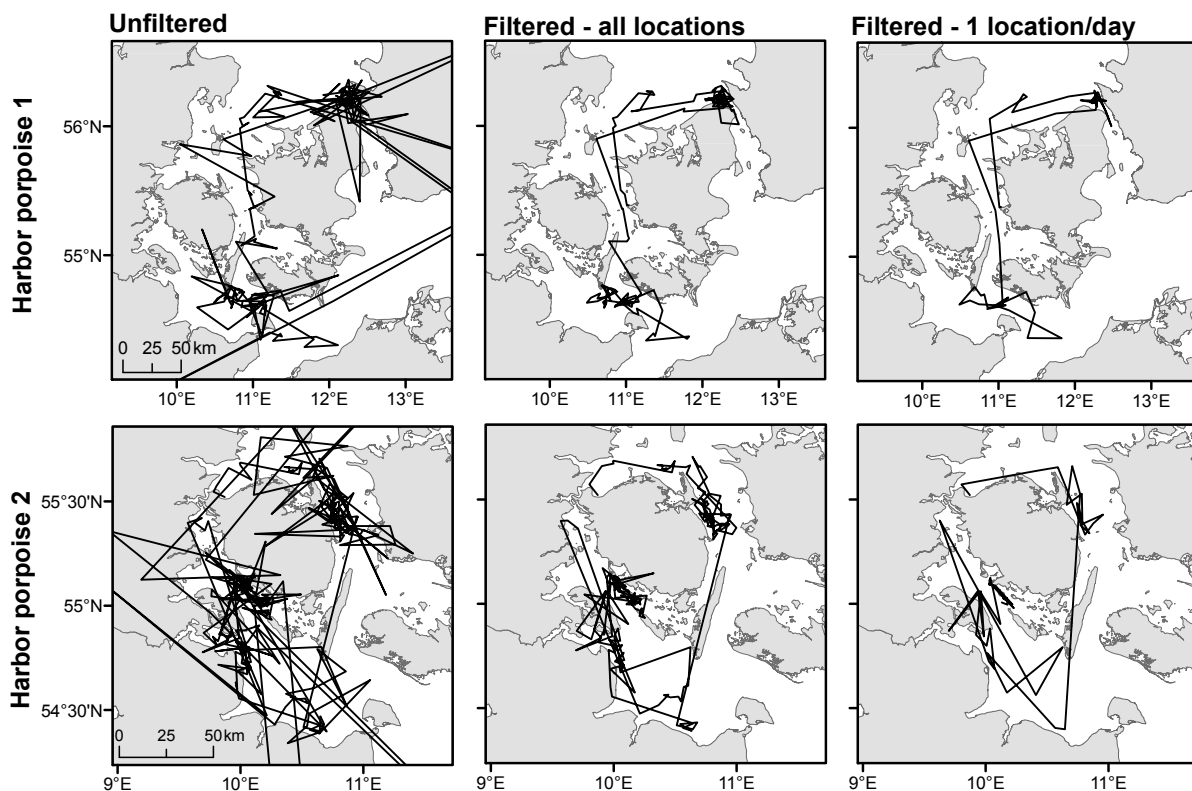 Unfiltered
Filtered - all locations
Filtered - 1 location/day
Harbor porpoise 1
56°N
55°N
0 25 50 km
10°E 11°E 12°E 13°E
10°E 11°E 12°E 13°E
10°E 11°E 12°E 13°E
Harbor porpoise 2
55°30'N
55°N
54°30'N
0 25 50 km
9°E 10°E 11°E
9°E 10°E 11°E
10°E 11°E